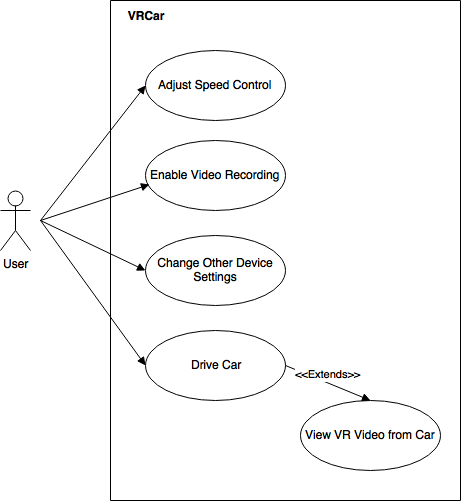 VRCar
Adjust Speed Control
Enable Video Recording
User
Change Other Device
Settings
Drive Car
<<Extends>>
View VR Video from Car